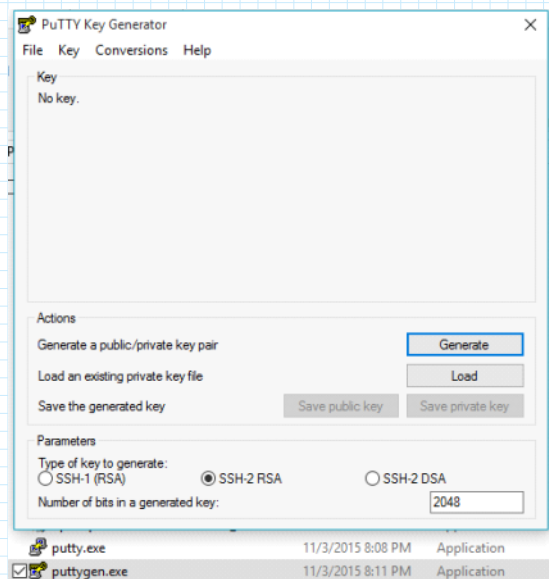 PuTTY Key Generator
File Key Conversions Help
Key
No key.
Actions
Generate a public/private key pair
Generate
Load an existing private key file
Load
Save the generated key
Save public key
Save private key
Parameters
Type of key to generate:
SSH-1 (RSA)
SSH-2 RSA
SSH-2 DSA
Number of bits in a generated key:
2048
putty.exe 11/3/2015 8:08 PM Application
puttygen.exe 11/3/2015 8:11 PM Application